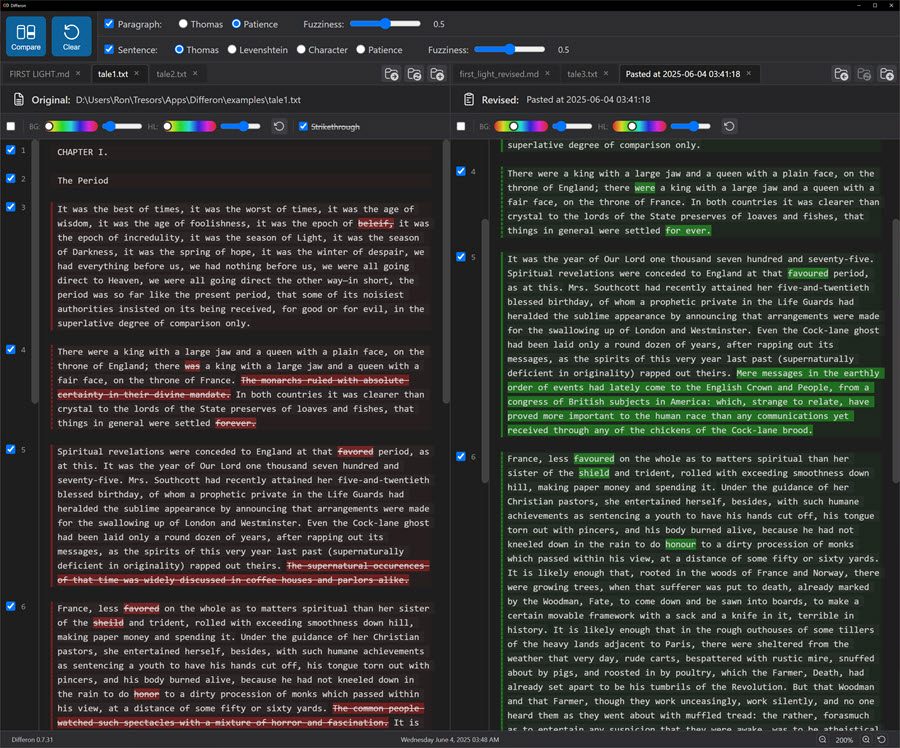 Differon
Compare
Clear
Paragraph: Thomas Patience Fuzziness: 0.5
Sentence: Thomas Levenshtein Character Patience Fuzziness: 0.5
FIRST LIGHT.md × tale1.txt × tale2.txt ×
Original: D:\Users\Ron\Tresors\Apps\Differon\examples\tale1.txt
BG: HL: Strikethrough
1 CHAPTER I.
2 The Period
3 It was the best of times, it was the worst of times, it was the age of
wisdom, it was the age of foolishness, it was the epoch of beleif, it was
the epoch of incredulity, it was the season of Light, it was the season
of Darkness, it was the spring of hope, it was the winter of despair, we
had everything before us, we had nothing before us, we were all going
direct to Heaven, we were all going direct the other way—in short, the
period was so far like the present period, that some of its noisiest
authorities insisted on its being received, for good or for evil, in the
superlative degree of comparison only.
4 There were a king with a large jaw and a queen with a plain face, on the
throne of England; there was a king with a large jaw and a queen with a
fair face, on the throne of France. The monarchs ruled with absolute
certainty in their divine mandate. In both countries it was clearer than
crystal to the lords of the State preserves of loaves and fishes, that
things in general were settled forever.
5 Spiritual revelations were conceded to England at that favored period, as
at this. It was the year of Our Lord one thousand seven hundred and
seventy-five. Mrs. Southcott had recently attained her five-and-twentieth
blessed birthday, of whom a prophetic private in the Life Guards had
heralded the sublime appearance by announcing that arrangements were made
for the swallowing up of London and Westminster. Even the Cock-lane ghost
had been laid only a round dozen of years, after rapping out its
messages, as the spirits of this very year last past (supernaturally
deficient in originality) rapped out theirs. The supernatural occurences
of that time was widely discussed in coffee houses and parlors alike.
6 France, less favored on the whole as to matters spiritual than her sister
of the sheild and trident, rolled with exceeding smoothness down hill,
making paper money and spending it. Under the guidance of her Christian
pastors, she entertained herself, besides, with such humane achievements
as sentencing a youth to have his hands cut off, his tongue torn out with
pincers, and his body burned alive, because he had not kneeled down in
the rain to do honor to a dirty procession of monks which passed within
his view, at a distance of some fifty or sixty yards. The common people
watched such spectacles with a mixture of horror and fascination. It is
first_light_revised.md × tale3.txt × Pasted at 2025-06-04 03:41:18 ×
Revised: Pasted at 2025-06-04 03:41:18
BG: HL:
superlative degree of comparison only.
4 There were a king with a large jaw and a queen with a plain face, on the
throne of England; there were a king with a large jaw and a queen with a
fair face, on the throne of France. In both countries it was clearer than
crystal to the lords of the State preserves of loaves and fishes, that
things in general were settled for ever.
5 It was the year of Our Lord one thousand seven hundred and seventy-five.
Spiritual revelations were conceded to England at that favoured period,
as at this. Mrs. Southcott had recently attained her five-and-twentieth
blessed birthday, of whom a prophetic private in the Life Guards had
heralded the sublime appearance by announcing that arrangements were made
for the swallowing up of London and Westminster. Even the Cock-lane ghost
had been laid only a round dozen of years, after rapping out its
messages, as the spirits of this very year last past (supernaturally
deficient in originality) rapped out theirs. Mere messages in the earthly
order of events had lately come to the English Crown and People, from a
congress of British subjects in America: which, strange to relate, have
proved more important to the human race than any communications yet
received through any of the chickens of the Cock-lane brood.
6 France, less favoured on the whole as to matters spiritual than her
sister of the shield and trident, rolled with exceeding smoothness down
hill, making paper money and spending it. Under the guidance of her
Christian pastors, she entertained herself, besides, with such humane
achievements as sentencing a youth to have his hands cut off, his tongue
torn out with pincers, and his body burned alive, because he had not
kneeled down in the rain to do honour to a dirty procession of monks
which passed within his view, at a distance of some fifty or sixty yards.
It is likely enough that, rooted in the woods of France and Norway, there
were growing trees, when that sufferer was put to death, already marked
by the Woodman, Fate, to come down and be sawn into boards, to make a
certain movable framework with a sack and a knife in it, terrible in
history. It is likely enough that in the rough outhouses of some tillers
of the heavy lands adjacent to Paris, there were sheltered from the
weather that very day, rude carts, bespattered with rustic mire, snuffed
about by pigs, and roosted in by poultry, which the Farmer, Death, had
already set apart to be his tumbrils of the Revolution. But that Woodman
and that Farmer, though they work unceasingly, work silently, and no one
heard them as they went about with muffled tread: the rather, forasmuch
as to entertain any suspicion that they were awake, was to be atheistical
Differon 0.7.31
Wednesday June 4, 2025 03:48 AM
200%